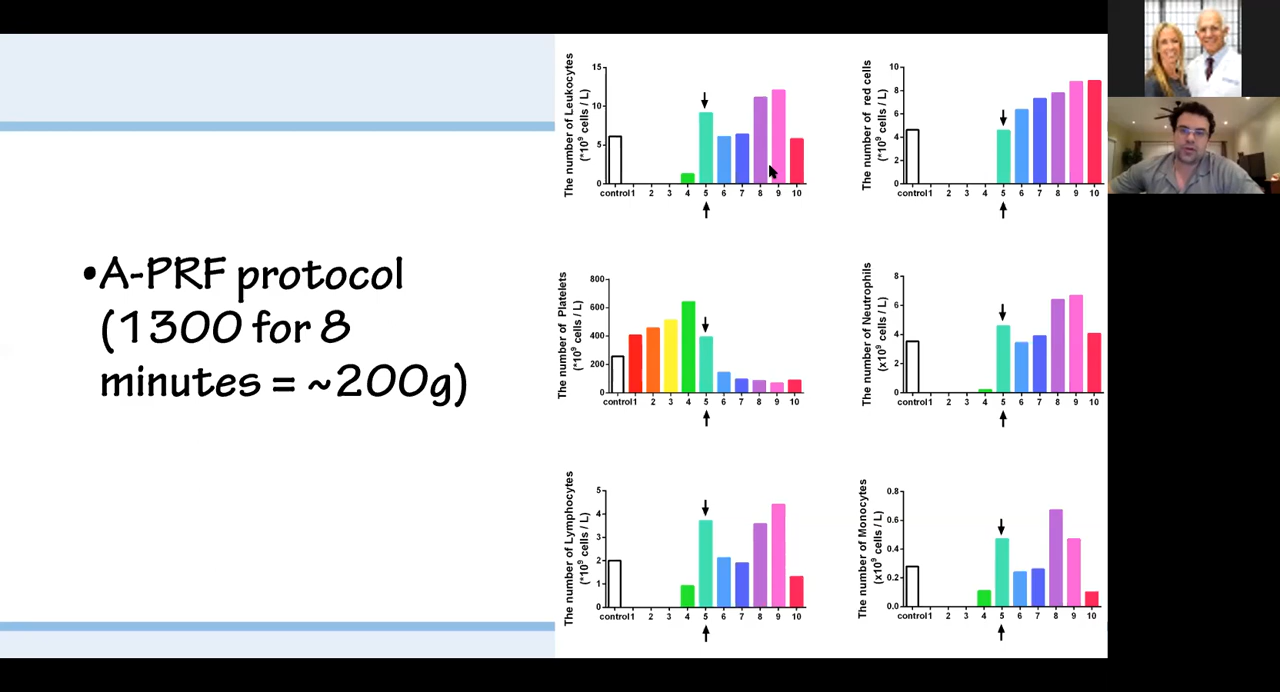 •A-PRF protocol
(1300 for 8
minutes = ~200g)
The number of Leukocytes
(*10⁹ cells / L)
15
10
5
0
control 1 2 3 4 5 6 7 8 9 10
The number of red cells
(*10⁹ cells / L)
10
8
6
4
2
0
control 1 2 3 4 5 6 7 8 9 10
The number of Platelets
(*10⁹ cells / L)
800
600
400
200
0
control 1 2 3 4 5 6 7 8 9 10
The number of Neutrophils
(x10⁹ cells / L)
8
6
4
2
0
control 1 2 3 4 5 6 7 8 9 10
The number of Lymphocytes
(*10⁹ cells / L)
5
4
3
2
1
0
control 1 2 3 4 5 6 7 8 9 10
The number of Monocytes
(x10⁹ cells / L)
0.8
0.6
0.4
0.2
0.0
control 1 2 3 4 5 6 7 8 9 10